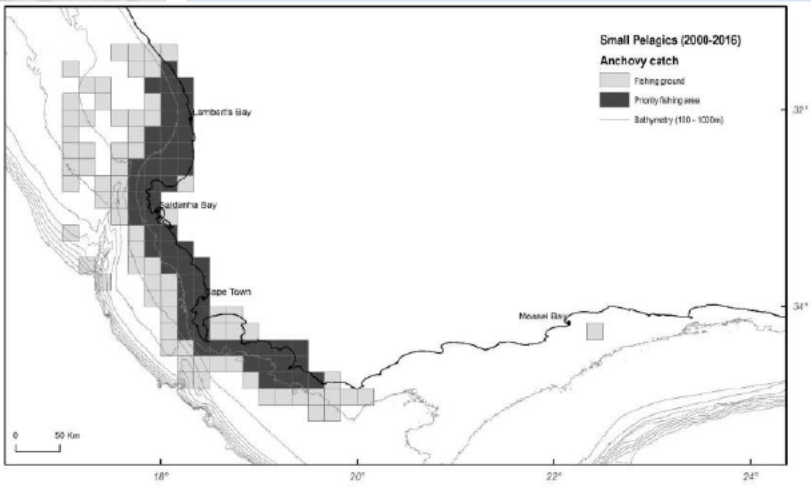 Small Pelagics (2000-2016)
Anchovy catch
Fishing ground
Priority fishing area
Bathymetry (100 - 1000m)
32°
Lambert's Bay
Saldanha Bay
Cape Town
Mossel Bay
34°
0 50 Km
18° 20° 22° 24°